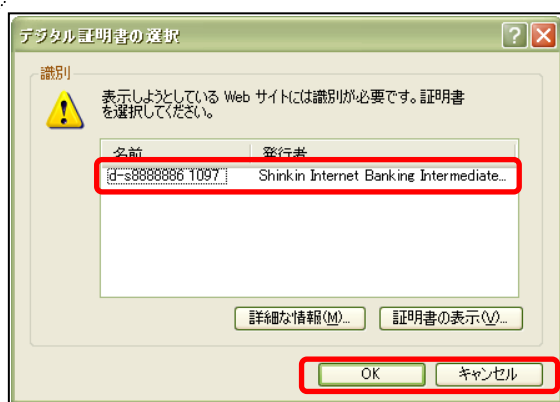 デジタル証明書の選択
識別
表示しようとしている Web サイトには識別が必要です。証明書
を選択してください。
名前 発行者
d-s8888886 1097 Shinkin Internet Banking Intermediate...
詳細な情報(M)... 証明書の表示(V)...
OK キャンセル